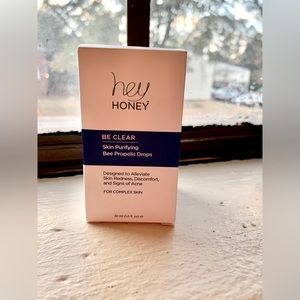 hey
HONEY
BE CLEAR
Skin Purifying
Bee Propolis Drops
Designed to Alleviate
Skin Redness, Discomfort,
and Signs of Acne
FOR COMPLEX SKIN